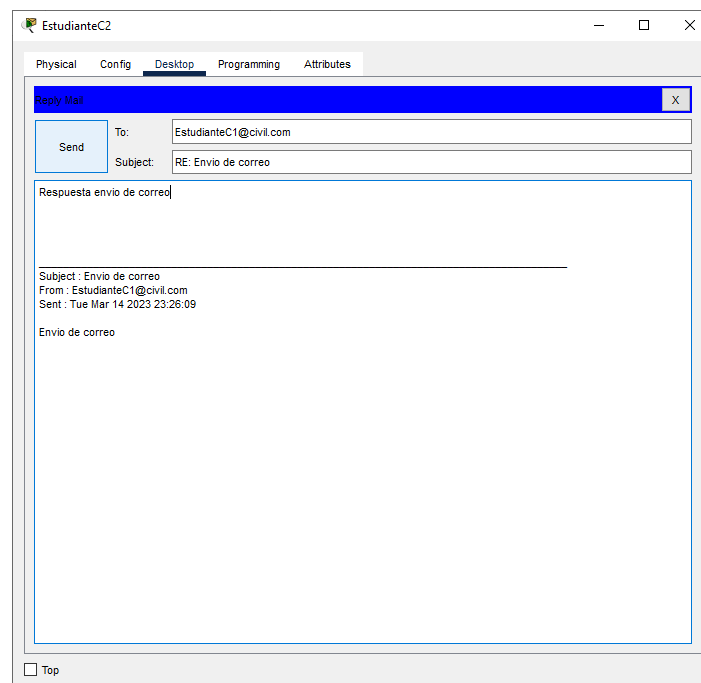 EstudianteC2
Physical Config Desktop Programming Attributes
Reply Mail
X
Send
To: EstudianteC1@civil.com
Subject: RE: Envio de correo
Respuesta envio de correo
Subject : Envio de correo
From : EstudianteC1@civil.com
Sent : Tue Mar 14 2023 23:26:09
Envio de correo
Top